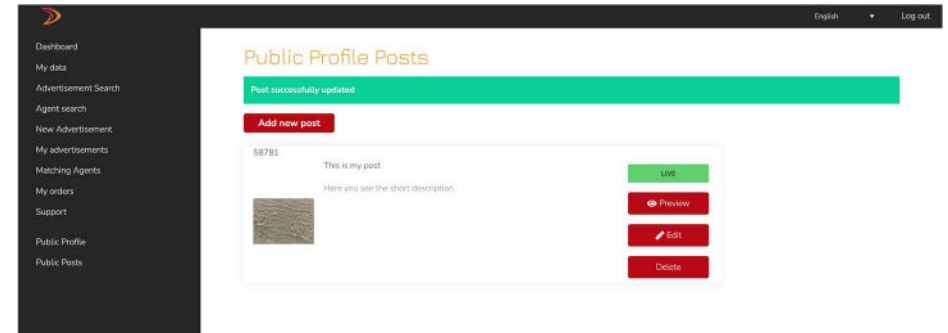 English ▼ Log out
Dashboard
My data
Advertisement Search
Agent search
New Advertisement
My advertisements
Matching Agents
My orders
Support
Public Profile
Public Posts
Public Profile Posts
Post successfully updated
Add new post
58781
This is my post
Here you see the short description
LIVE
Preview
Edit
Delete